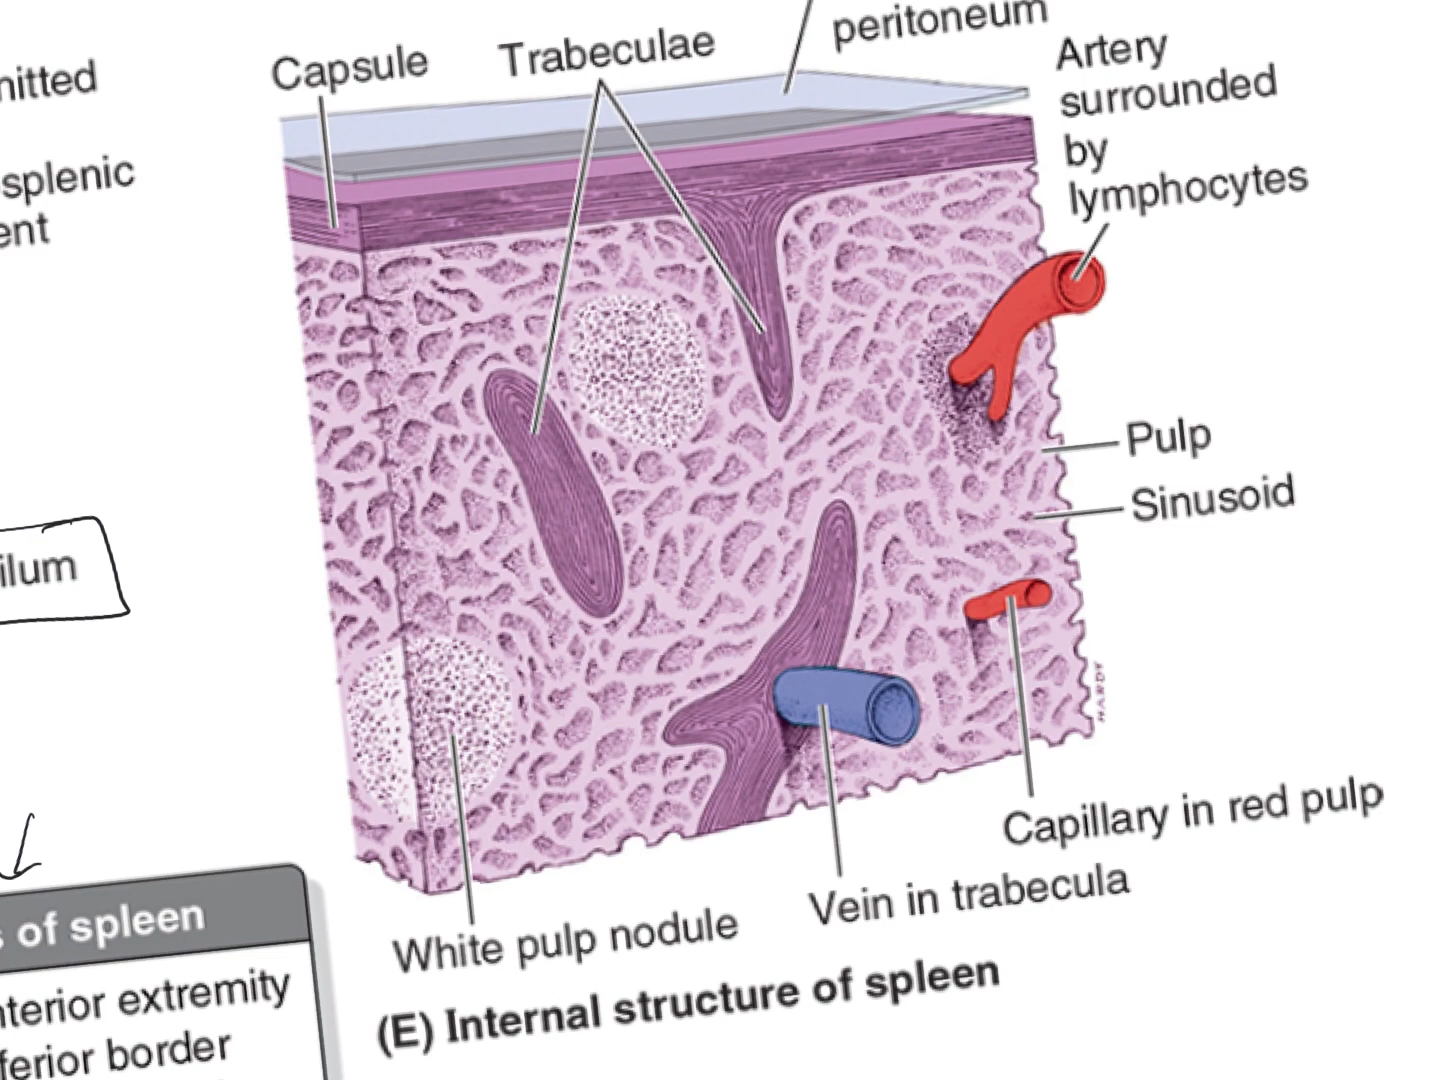 peritoneum
Capsule
Trabeculae
Artery
surrounded
by
lymphocytes
nitted
splenic
ent
Pulp
Sinusoid
ilum
HARDY
Capillary in red pulp
Vein in trabecula
White pulp nodule
(E) Internal structure of spleen
s of spleen
nterior extremity
ferior border